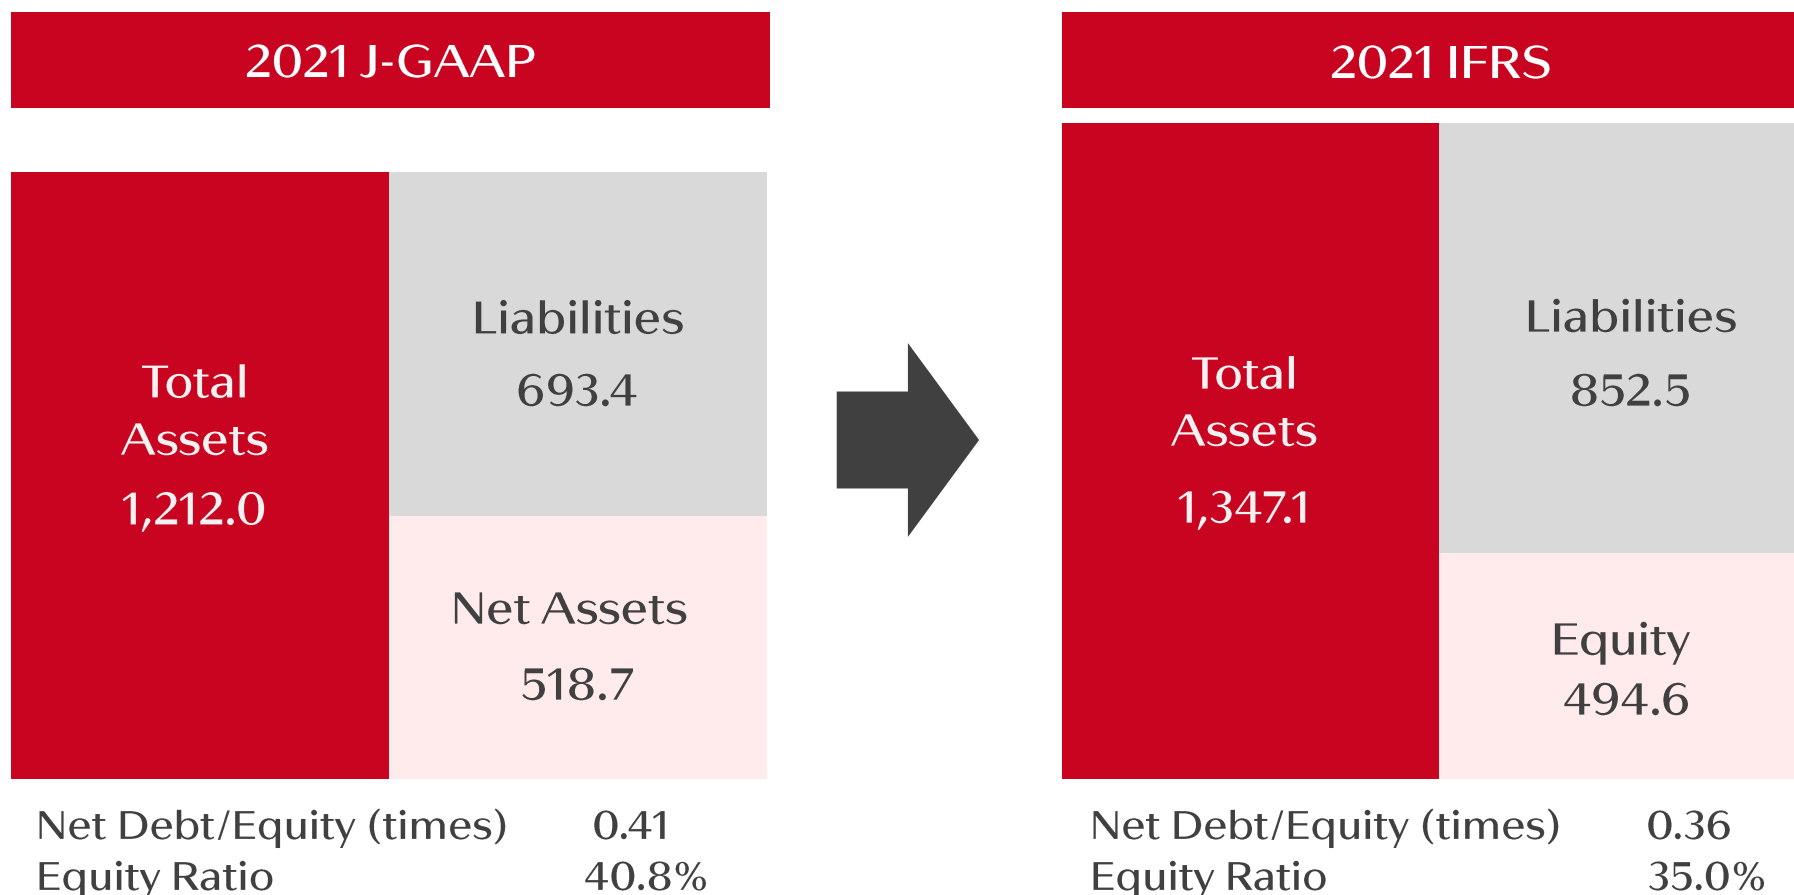 2021 J-GAAP
Total
Assets
1,212.0
Liabilities
693.4
Net Assets
518.7
Net Debt/Equity (times) 0.41
Equity Ratio 40.8%
2021 IFRS
Total
Assets
1,347.1
Liabilities
852.5
Equity
494.6
Net Debt/Equity (times) 0.36
Equity Ratio 35.0%